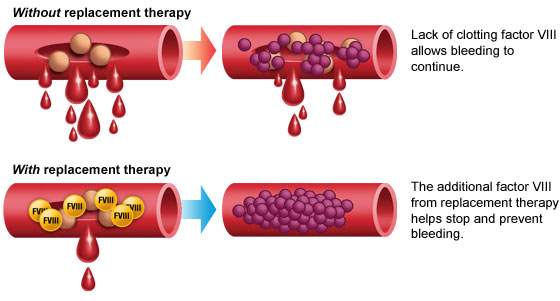 Without replacement therapy
Lack of clotting factor VIII
allows bleeding to
continue.
With replacement therapy
FVIII
FVIII
FVIII
FVIII
FVIII
FVIII
The additional factor VIII
from replacement therapy
helps stop and prevent
bleeding.